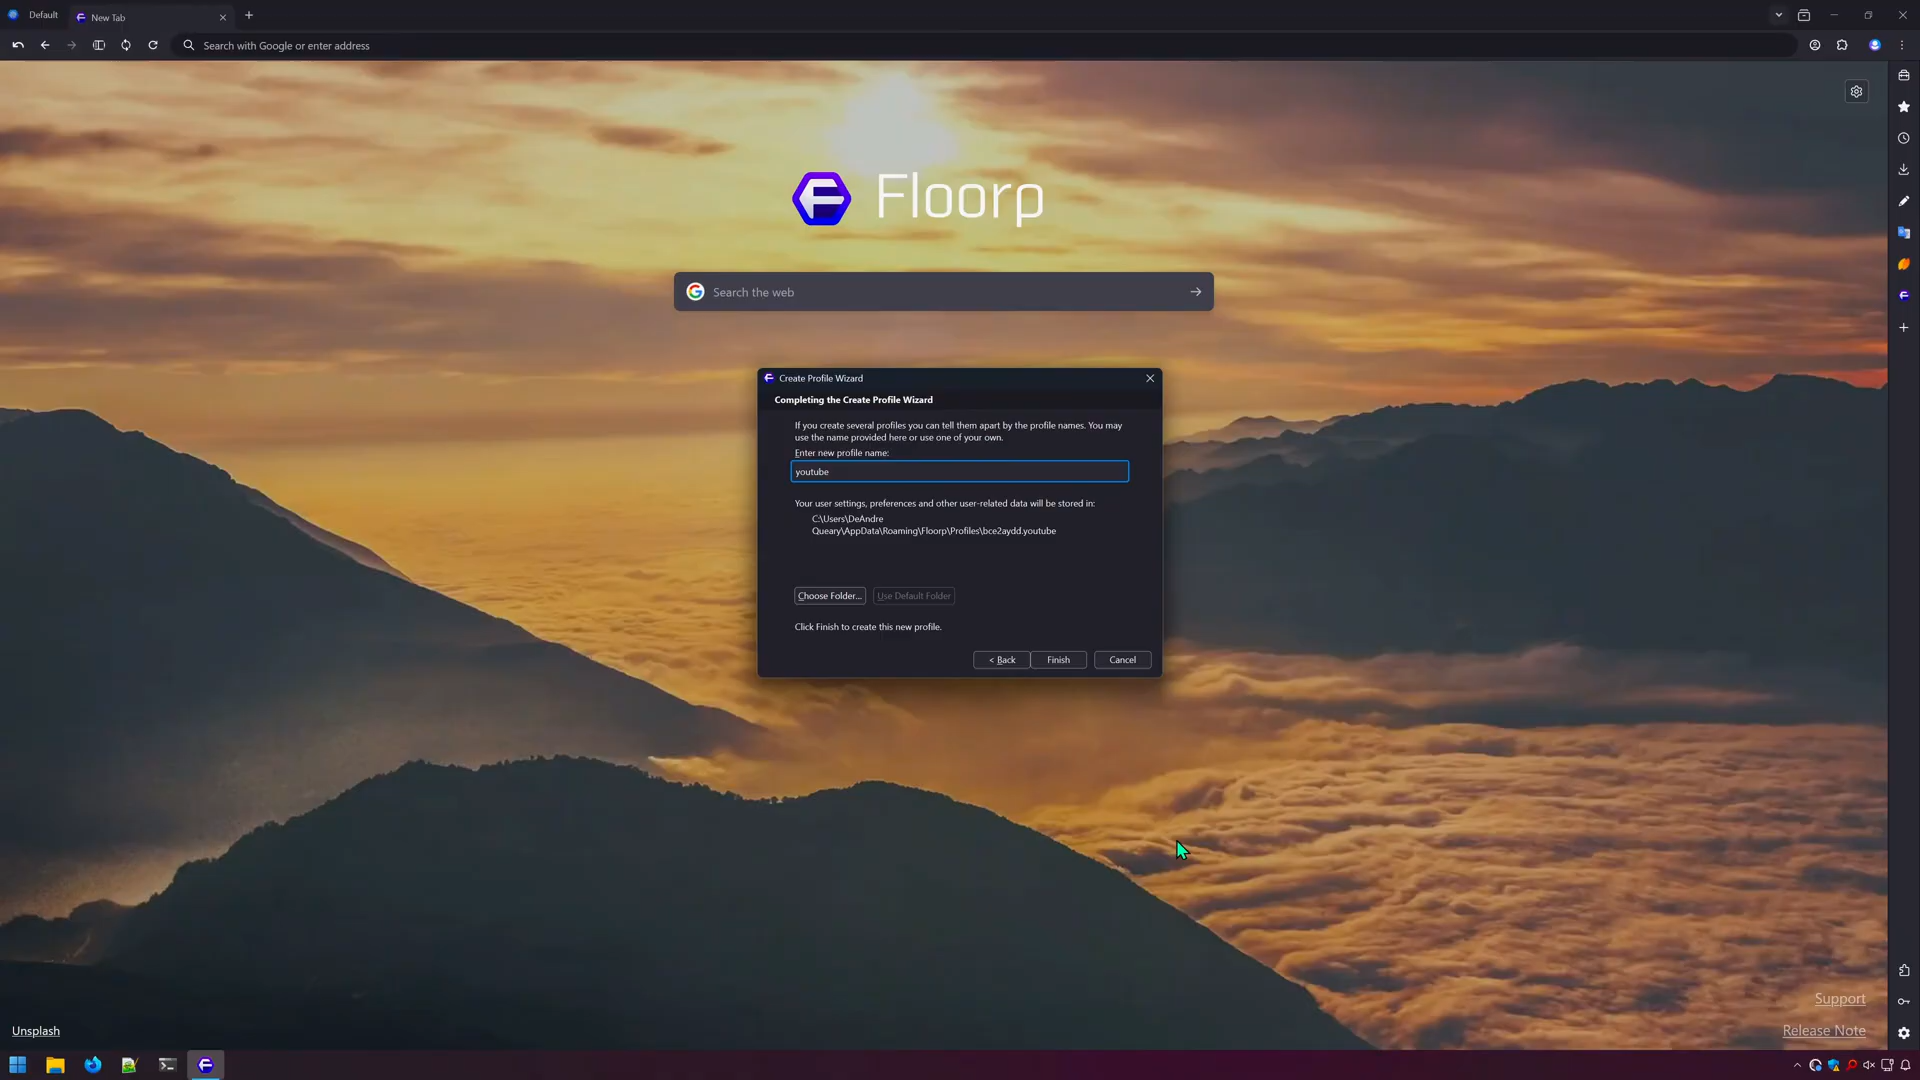 Default
New Tab
Search with Google or enter address
Floorp
Search the web
Create Profile Wizard
Completing the Create Profile Wizard
If you create several profiles you can tell them apart by the profile names. You may
use the name provided here or use one of your own.
Enter new profile name:
youtube
Your user settings, preferences and other user-related data will be stored in:
C:\Users\DeAndre
Queary\AppData\Roaming\Floorp\Profiles\bce2aydd.youtube
Choose Folder...
Use Default Folder
Click Finish to create this new profile.
< Back
Finish
Cancel
Support
Unsplash
Release Note